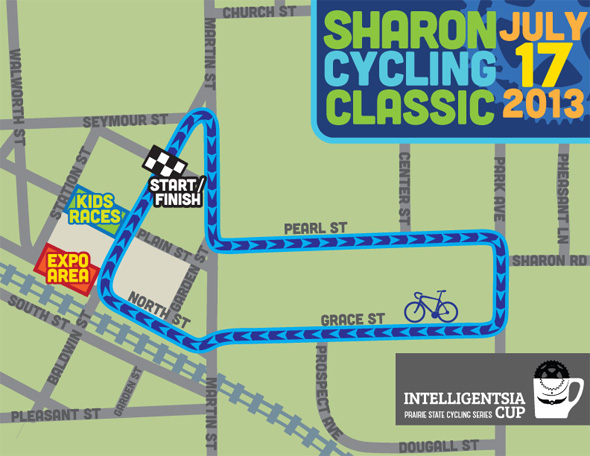 CHURCH ST
SHARON
CYCLING
CLASSIC
JULY
17
2013
WALWORTH ST
MARTIN ST
SEYMOUR ST
STATION ST
START/
FINISH
KIDS
RACES
PLAIN ST
EXPO
AREA
BALDWIN ST
NORTH ST
SOUTH ST
BALDWIN ST
GARDEN ST
PLEASANT ST
MARTIN ST
PEARL ST
CENTER ST
PARK AVE
PHEASANT LN
SHARON RD
GRACE ST
PROSPECT AVE
DOUGALL ST
INTELLIGENTSIA
CUP
PRAIRIE STATE CYCLING SERIES